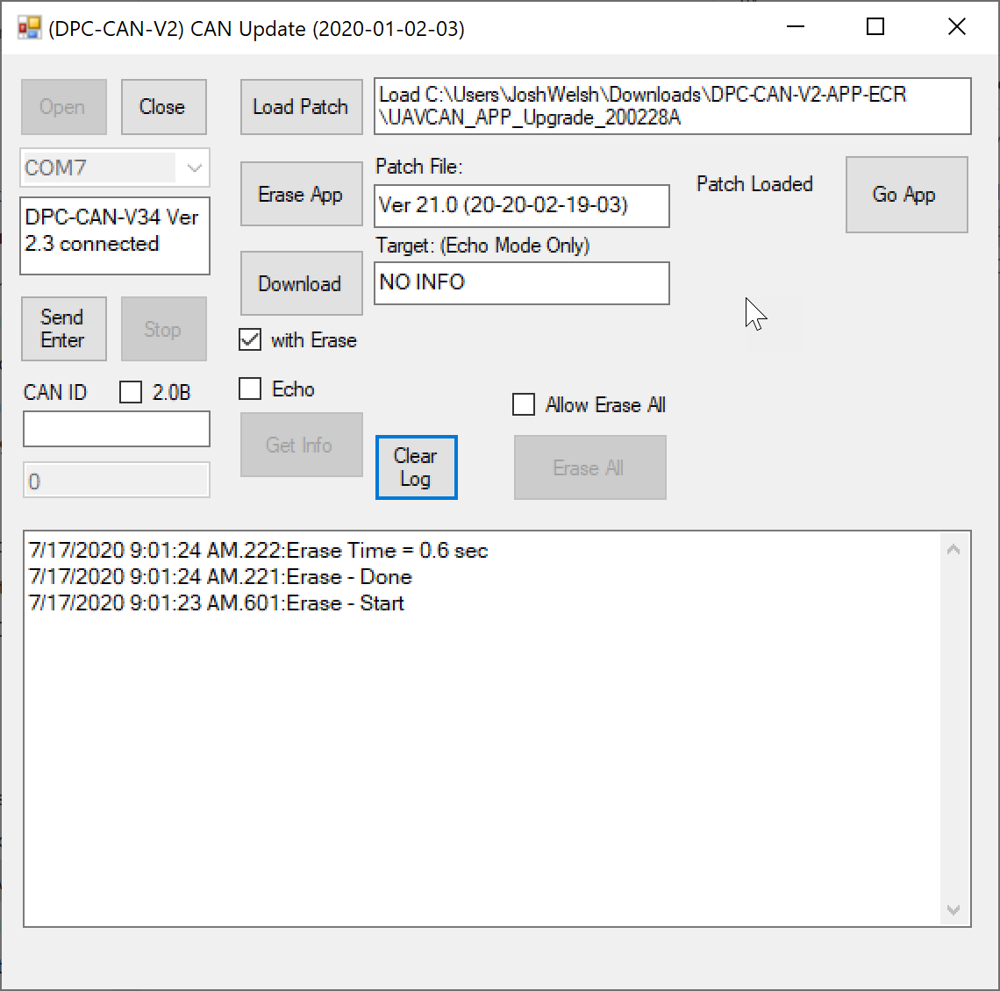 (DPC-CAN-V2) CAN Update (2020-01-02-03)
Open
Close
Load Patch
Load C:\Users\JoshWelsh\Downloads\DPC-CAN-V2-APP-ECR
\UAVCAN_APP_Upgrade_200228A
COM7
Erase App
Patch File:
Ver 21.0 (20-20-02-19-03)
Patch Loaded
Go App
DPC-CAN-V34 Ver
2.3 connected
Target: (Echo Mode Only)
NO INFO
Download
Send
Enter
Stop
with Erase
CAN ID
2.0B
Echo
Allow Erase All
Get Info
Clear
Log
Erase All
0
7/17/2020 9:01:24 AM.222:Erase Time = 0.6 sec
7/17/2020 9:01:24 AM.221:Erase - Done
7/17/2020 9:01:23 AM.601:Erase - Start